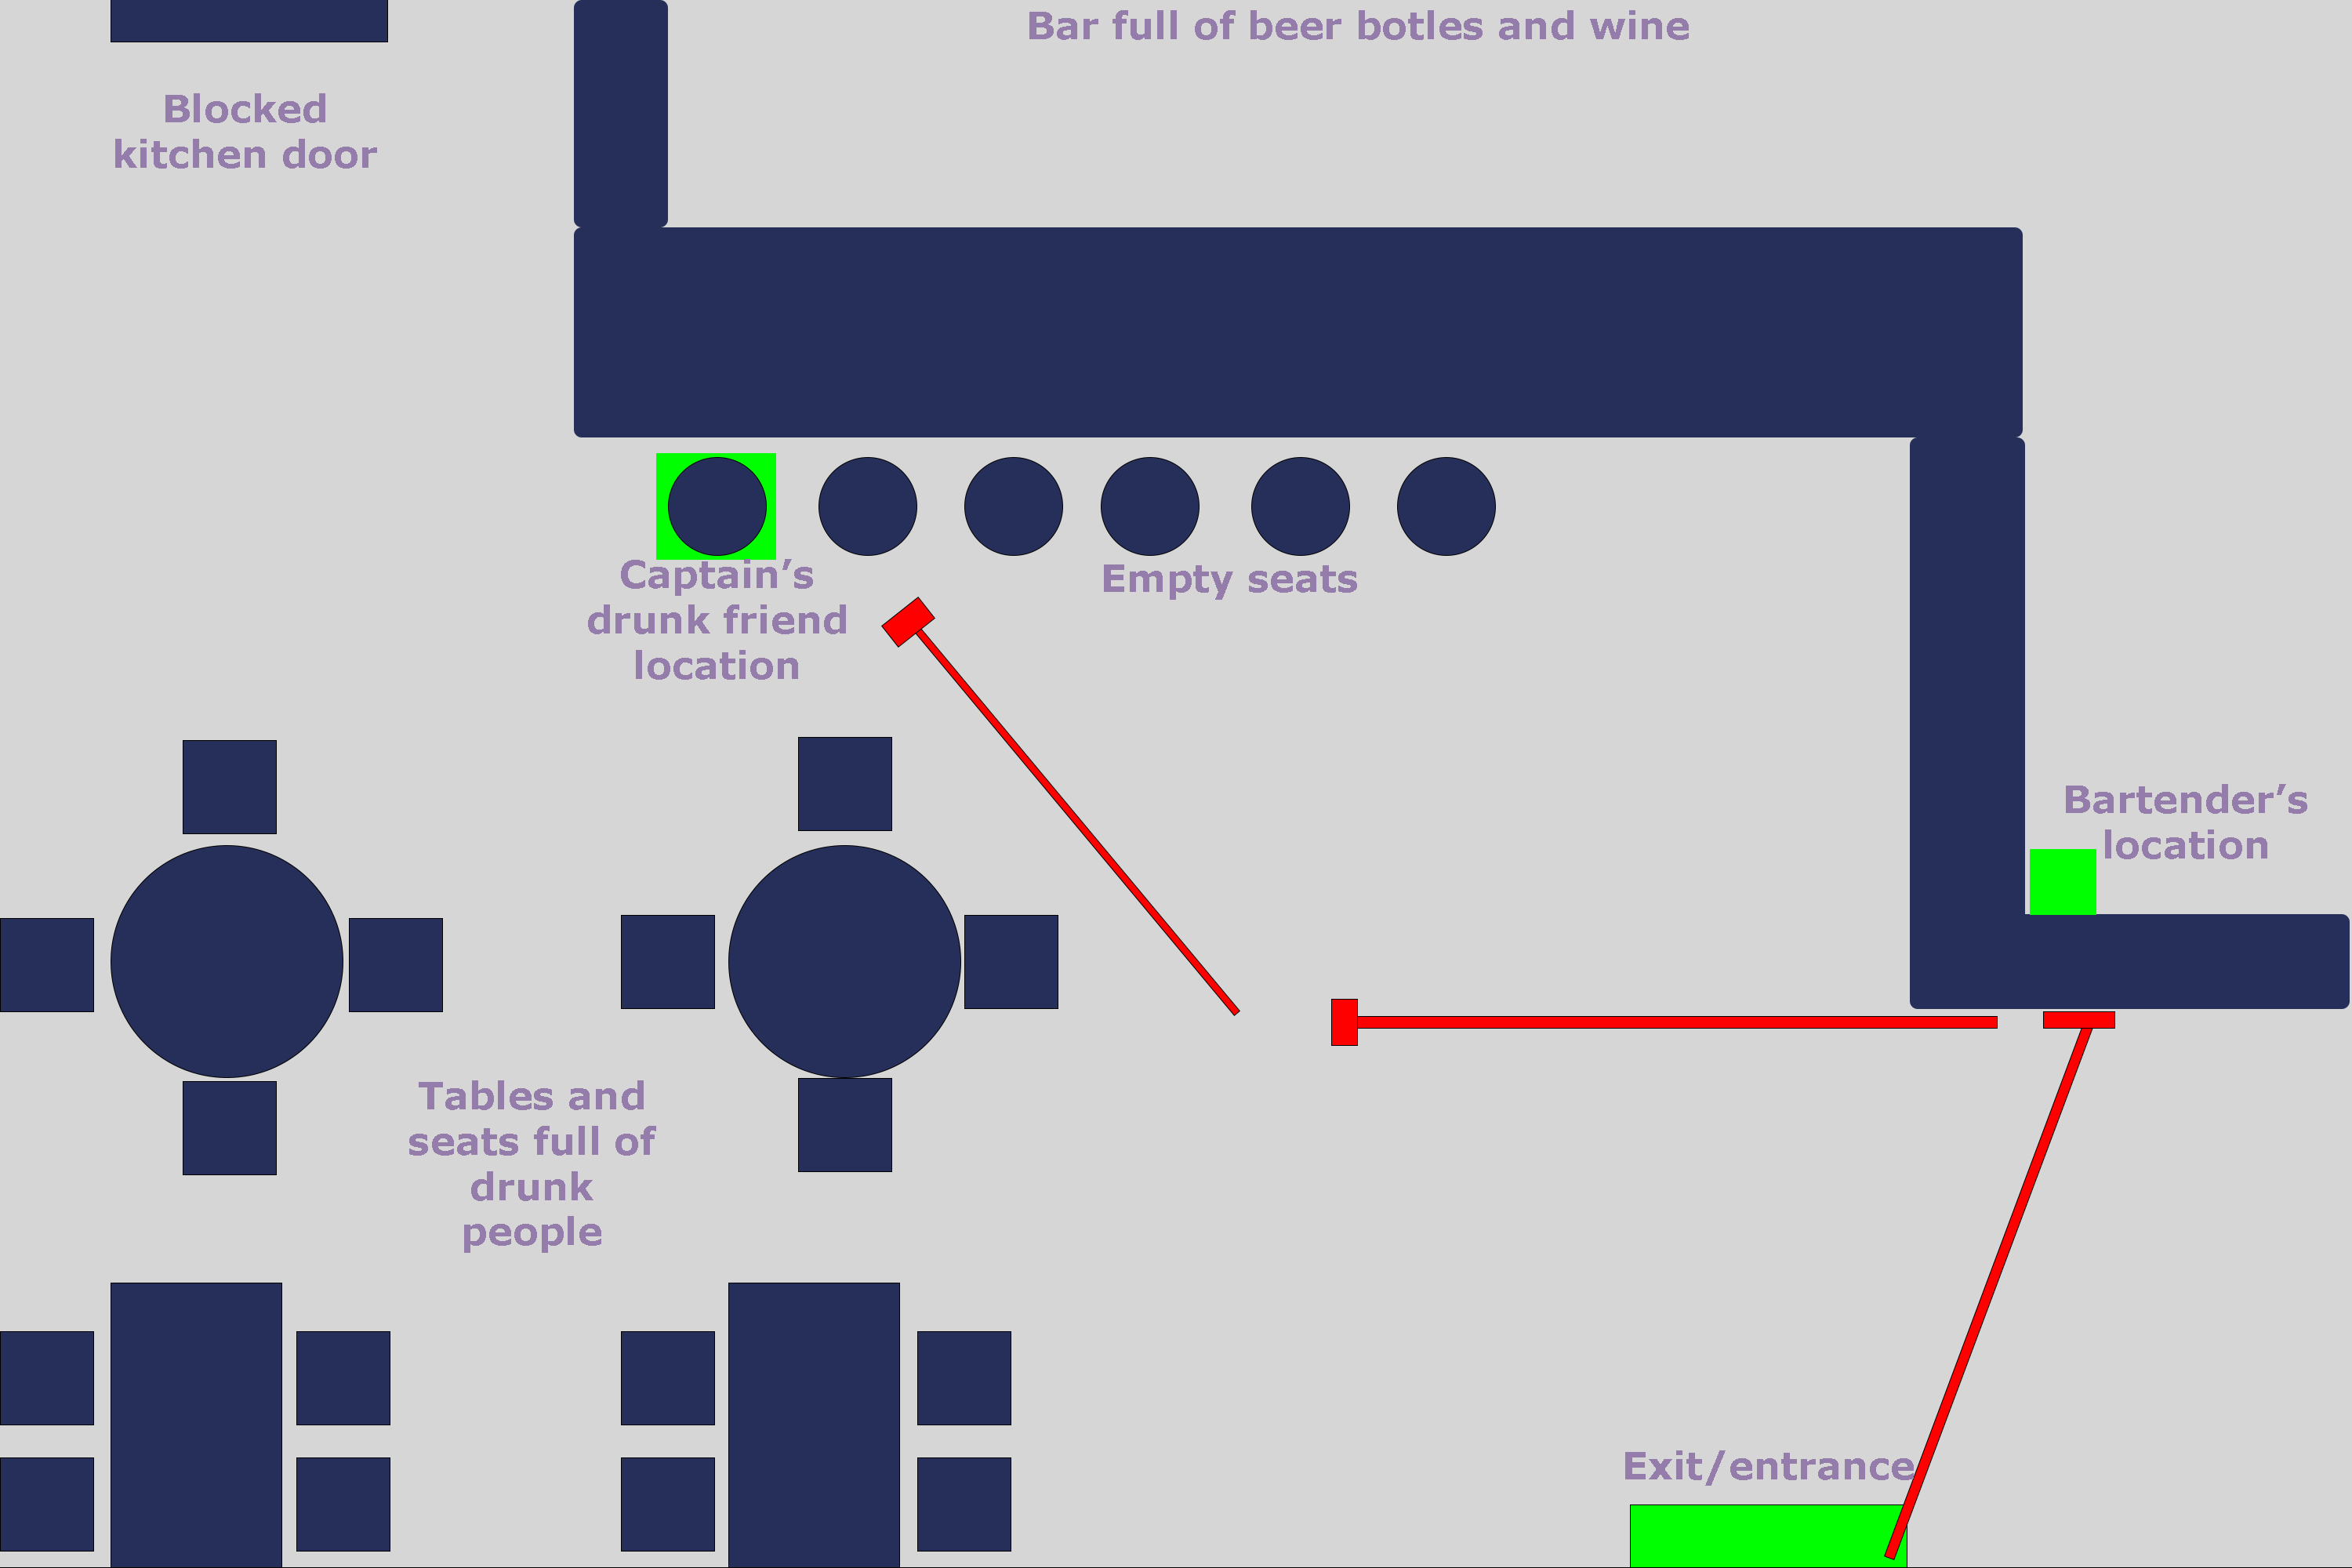 Bar full of beer botles and wine
Blocked
kitchen door
Captain’s
drunk friend
location
Empty seats
Bartender’s
location
Tables and
seats full of
drunk
people
Exit/entrance